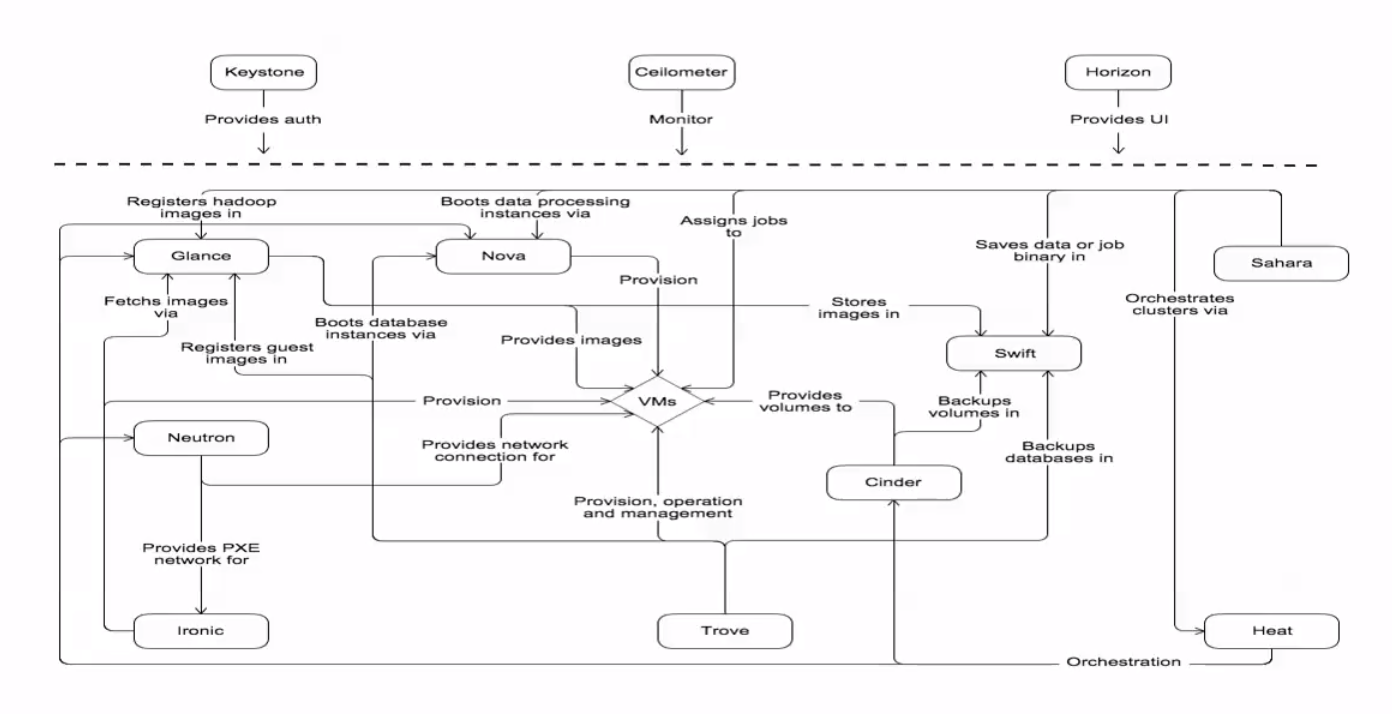 Keystone
Ceilometer
Horizon
Provides auth
Monitor
Provides UI
Registers hadoop
images in
Boots data processing
instances via
Assigns jobs
to
Saves data or job
binary in
Glance
Nova
Sahara
Provision
Fetchs images
via
Stores
images in
Orchestrates
clusters via
Boots database
instances via
Registers guest
images in
Provides images
Swift
Provision
VMs
Provides
volumes to
Backups
volumes in
Neutron
Provides network
connection for
Backups
databases in
Cinder
Provision, operation
and management
Provides PXE
network for
Ironic
Trove
Heat
Orchestration